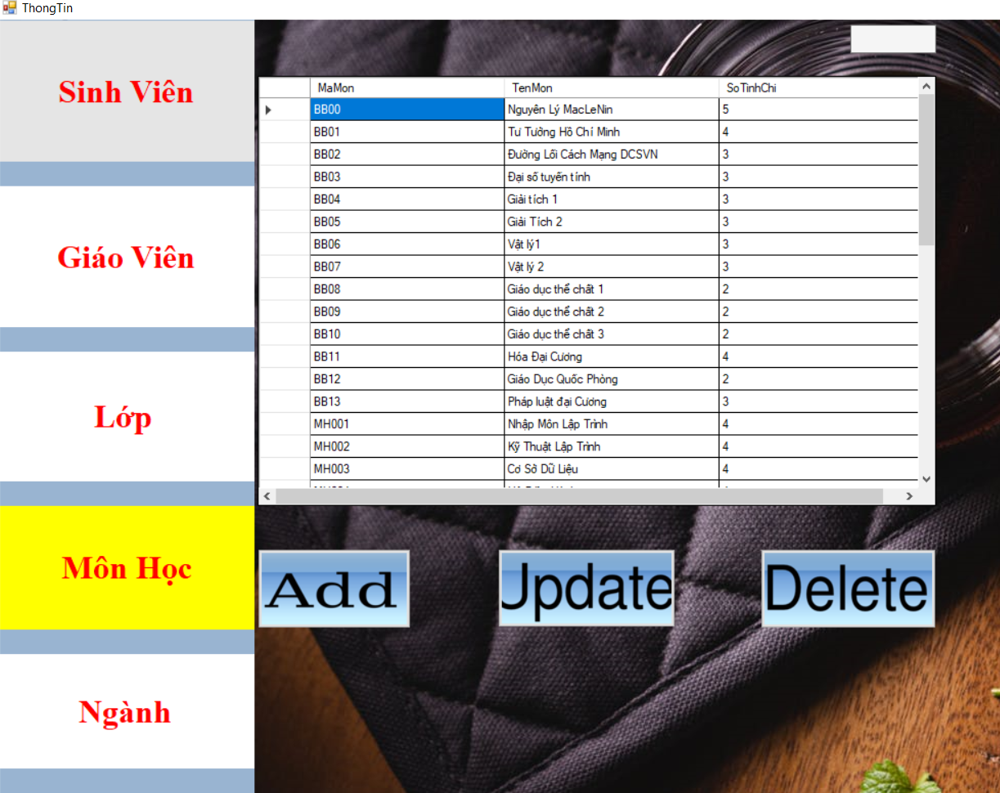 ThongTin
Sinh Viên
Giáo Viên
Lớp
Môn Học
Ngành
MaMon TenMon SoTinhChi
BB00 Nguyên Lý MacLeNin 5
BB01 Tư Tưởng Hồ Chí Minh 4
BB02 Đường Lối Cách Mạng DCSVN 3
BB03 Đại số tuyến tính 3
BB04 Giải tích 1 3
BB05 Giải Tích 2 3
BB06 Vật lý1 3
BB07 Vật lý 2 3
BB08 Giáo dục thể chất 1 2
BB09 Giáo dục thể chất 2 2
BB10 Giáo dục thể chất 3 2
BB11 Hóa Đại Cương 4
BB12 Giáo Dục Quốc Phòng 2
BB13 Pháp luật đại Cương 3
MH001 Nhập Môn Lập Trình 4
MH002 Kỹ Thuật Lập Trình 4
MH003 Cơ Sở Dữ Liệu 4
Add Update Delete